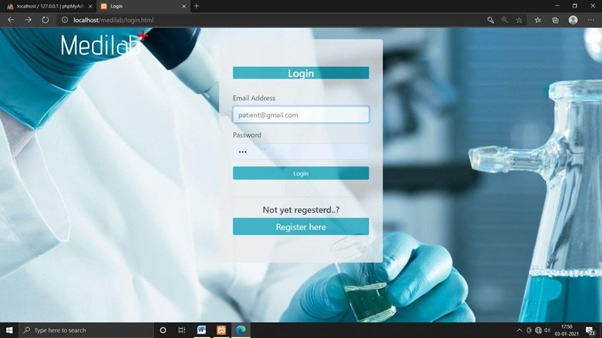 localhost / 127.0.0.1 | phpMyAd
Login
localhost/medilab/login.html
Medilab
Login
Email Address
patient@gmail.com
Password
•••
Login
Not yet regesterd..?
Register here
Type here to search
17:50
03-01-2021